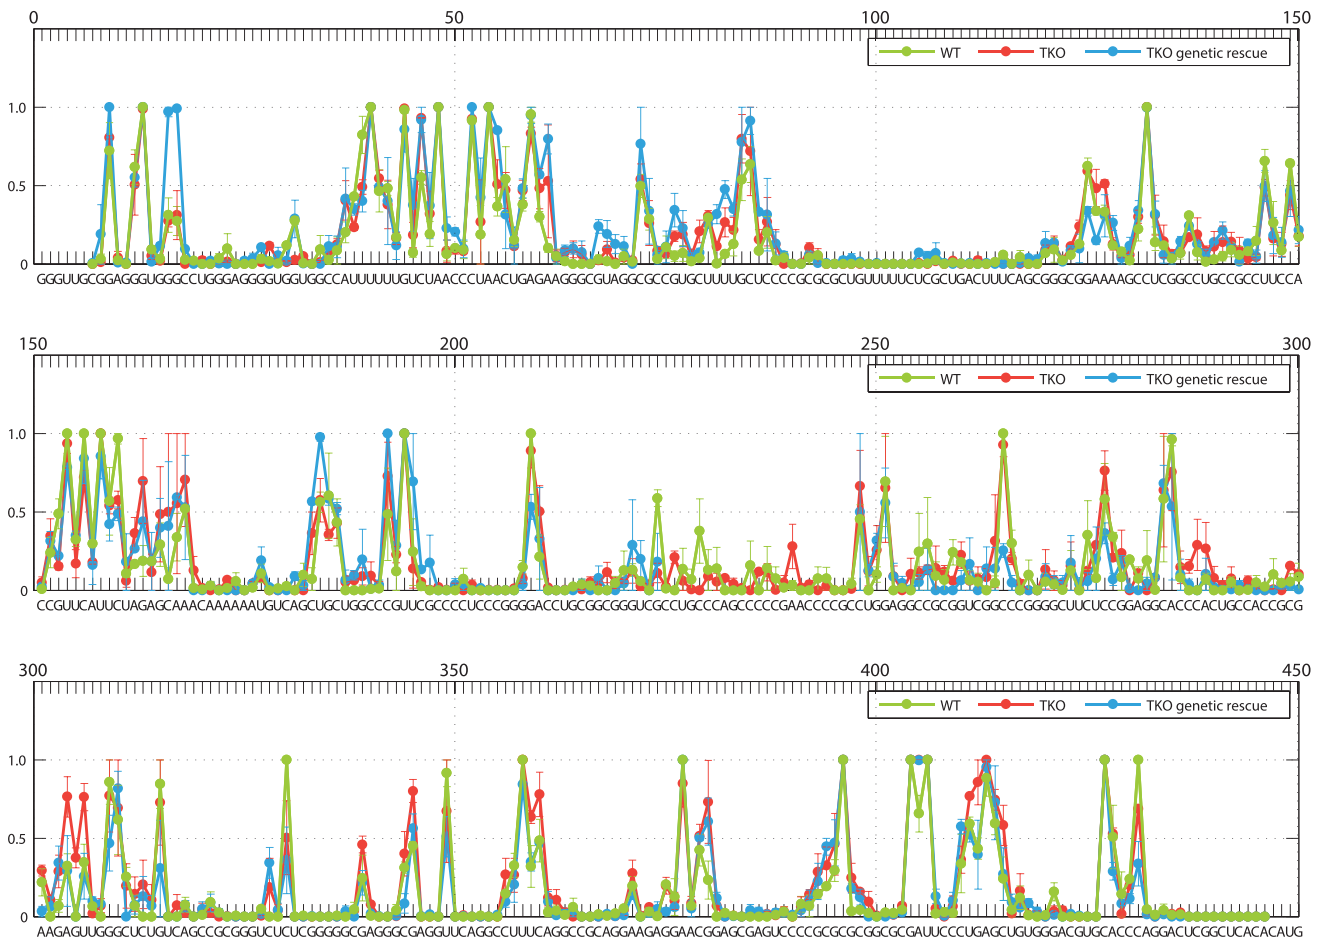 0 50 100 150
WT TKO TKO genetic rescue
1.0
0.5
0
GGGUUGCGGAGGGUGGGCCUGGGAGGGGUGGUGGCCAUUUUUUGUCUAACCCUAACUGAGAAGGGCGUAGGCGCCGUGCUUUUGCUCCCCGCGCGCUGUUUUUCUCGCUGACUUUCAGCGGGCGGAAAAGCCUCGGCCUGCCGCCUUCCA
150 200 250 300
WT TKO TKO genetic rescue
1.0
0.5
0
CCGUUCAUUCUAGAGCAAACAAAAAAUGUCAGCUGCUGGCCCGUUCGCCCCUCCCGGGGACCUGCGGCGGGUCGCCUGCCCAGCCCCCGAACCCCGCCUGGAGGCCGCGGUCGGCCCGGGGCUUCUCCGGAGGCACCCACUGCCACCGCG
300 350 400 450
WT TKO TKO genetic rescue
1.0
0.5
0
AAGAGUUGGGCUCUGUCAGCCGCGGGUCUCUCGGGGGCGAGGGCGAGGUUCAGGCCUUUCAGGCCGCAGGAAGAGGAACGGAGCGAGUCCCCGCGCGCGGCGCGAUUCCCUGAGCUGUGGGACGUGCACCCAGGACUCGGCUCACACAUG